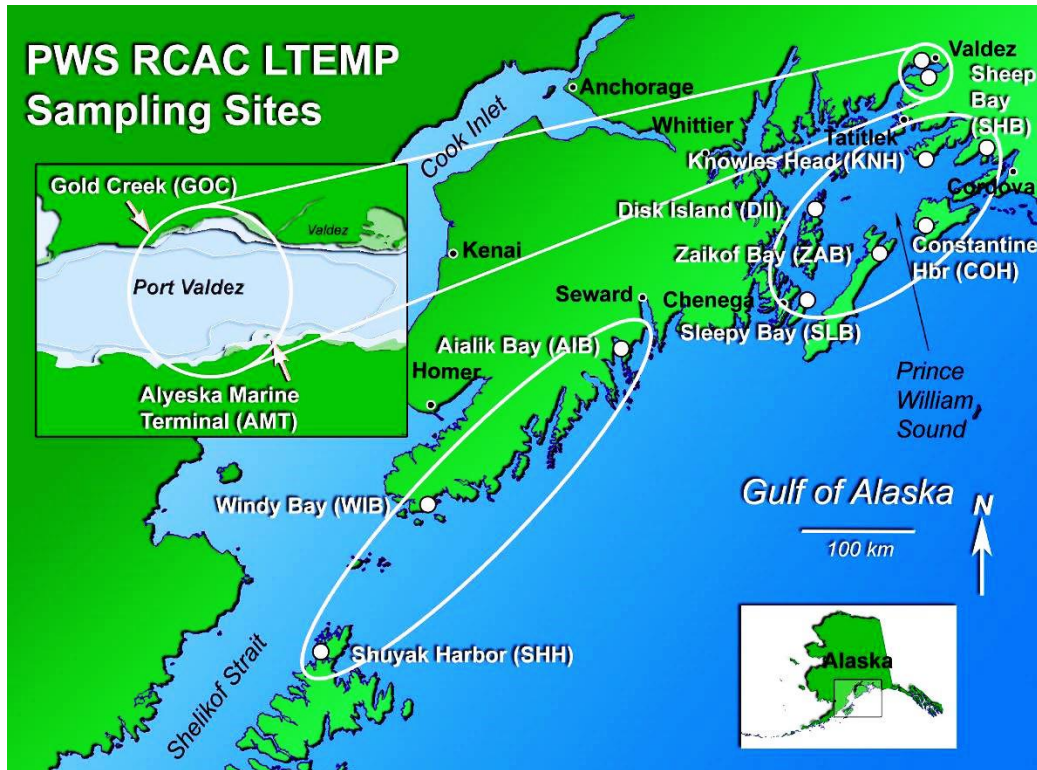 PWS RCAC LTEMP
Sampling Sites
Anchorage
Cook Inlet
Whittier
Valdez
Sheep
Bay
(SHB)
Tatitlek
Knowles Head (KNH)
Cordova
Disk Island (DII)
Zaikof Bay (ZAB)
Constantine
Hbr (COH)
Chenega
Sleepy Bay (SLB)
Prince
William
Sound
Gold Creek (GOC)
Valdez
Port Valdez
Alyeska Marine
Terminal (AMT)
Kenai
Seward
Aialik Bay (AIB)
Homer
Windy Bay (WIB)
Gulf of Alaska
N
100 km
Shuyak Harbor (SHH)
Shelikof Strait
Alaska